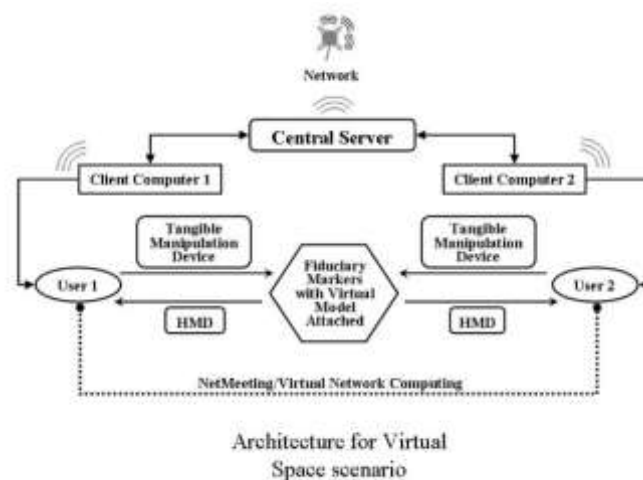 Network
Central Server
Client Computer 1
Client Computer 2
Tangible
Manipulation
Device
Tangible
Manipulation
Device
User 1
Fiduciary
Markers
with Virtual
Model
Attached
User 2
HMD
HMD
NetMeeting/Virtual Network Computing
Architecture for Virtual
Space scenario